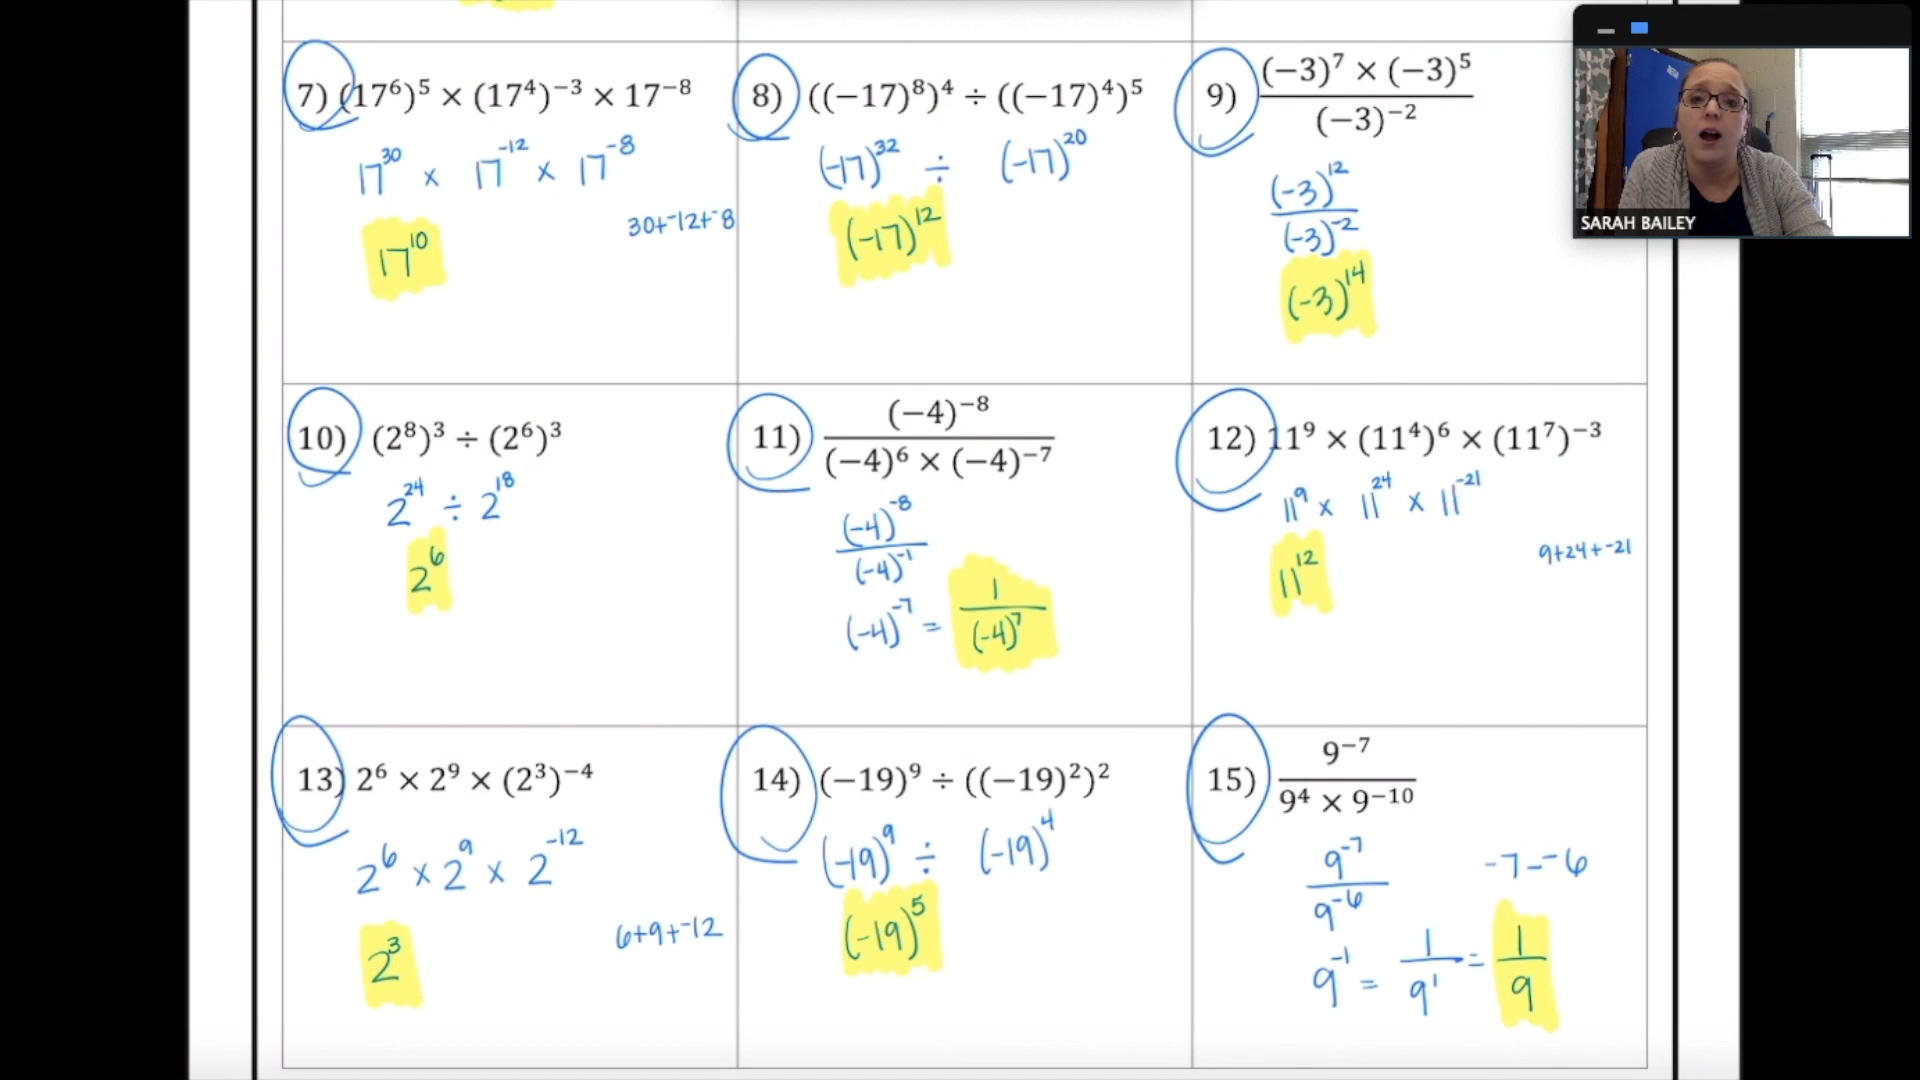 7) (17⁶)⁵ × (17⁴)⁻³ × 17⁻⁸
17³⁰ × 17⁻¹² × 17⁻⁸
30+⁻12+⁻8
17¹⁰
8) ((−17)⁸)⁴ ÷ ((−17)⁴)⁵
(-17)³² ÷ (-17)²⁰
(-17)¹²
9) (−3)⁷ × (−3)⁵
(−3)⁻²
(-3)¹²
(-3)⁻²
(-3)¹⁴
SARAH BAILEY
10) (2⁸)³ ÷ (2⁶)³
2²⁴ ÷ 2¹⁸
2⁶
11) (−4)⁻⁸
(−4)⁶ × (−4)⁻⁷
(-4)⁻⁸
(-4)⁻¹
(-4)⁻⁷ = 1
(-4)⁷
12) 11⁹ × (11⁴)⁶ × (11⁷)⁻³
11⁹ × 11²⁴ × 11⁻²¹
9+24+⁻21
11¹²
13) 2⁶ × 2⁹ × (2³)⁻⁴
2⁶ × 2⁹ × 2⁻¹²
6+9+⁻12
2³
14) (−19)⁹ ÷ ((−19)²)²
(-19)⁹ ÷ (-19)⁴
(-19)⁵
15) 9⁻⁷
9⁴ × 9⁻¹⁰
9⁻⁷
9⁻⁶
-7-⁻6
9⁻¹ = 1 = 1
9¹ 9